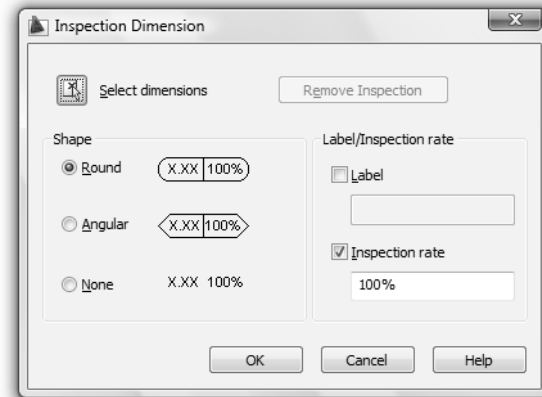 Inspection Dimension
Select dimensions
Remove Inspection
Shape
Round
X.XX 100%
Angular
X.XX 100%
None
X.XX 100%
Label/Inspection rate
Label
Inspection rate
100%
OK
Cancel
Help